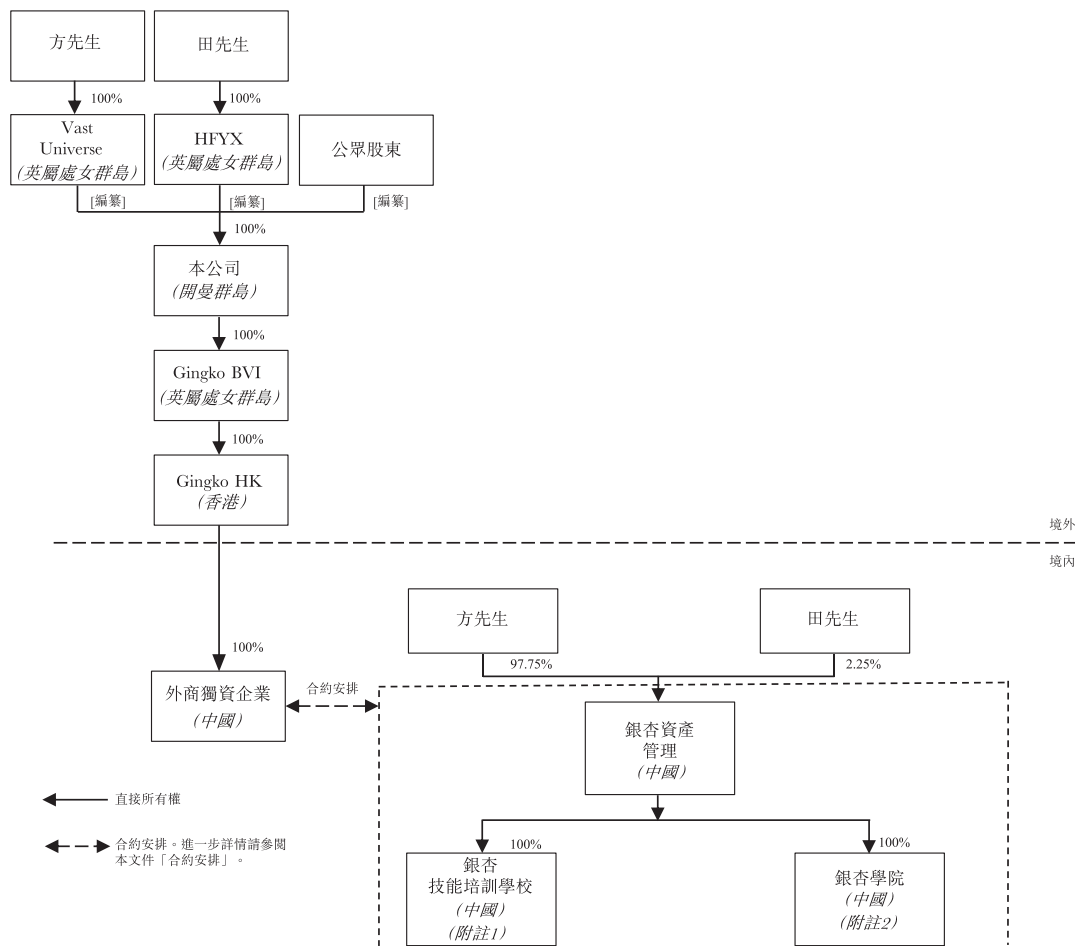 方先生
田先生
100%
100%
Vast
Universe
(英屬處女群島)
HFYX
(英屬處女群島)
公眾股東
[編纂]
[編纂]
[編纂]
100%
本公司
(開曼群島)
100%
Gingko BVI
(英屬處女群島)
100%
Gingko HK
(香港)
境外
境內
方先生
田先生
100%
97.75%
2.25%
外商獨資企業
(中國)
合約安排
銀杏資產
管理
(中國)
直接所有權
合約安排。進一步詳情請參閱
本文件「合約安排」。
100%
100%
銀杏
技能培訓學校
(中國)
(附註1)
銀杏學院
(中國)
(附註2)